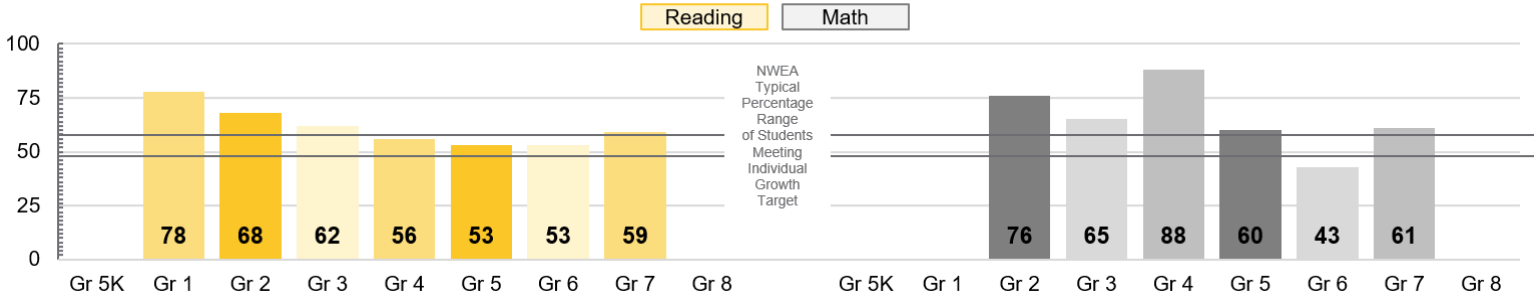 Reading Math
100
75
50
25
0
78 68 62 56 53 53 59
NWEA
Typical
Percentage
Range
of Students
Meeting
Individual
Growth
Target
76 65 88 60 43 61
Gr 5K Gr 1 Gr 2 Gr 3 Gr 4 Gr 5 Gr 6 Gr 7 Gr 8
Gr 5K Gr 1 Gr 2 Gr 3 Gr 4 Gr 5 Gr 6 Gr 7 Gr 8